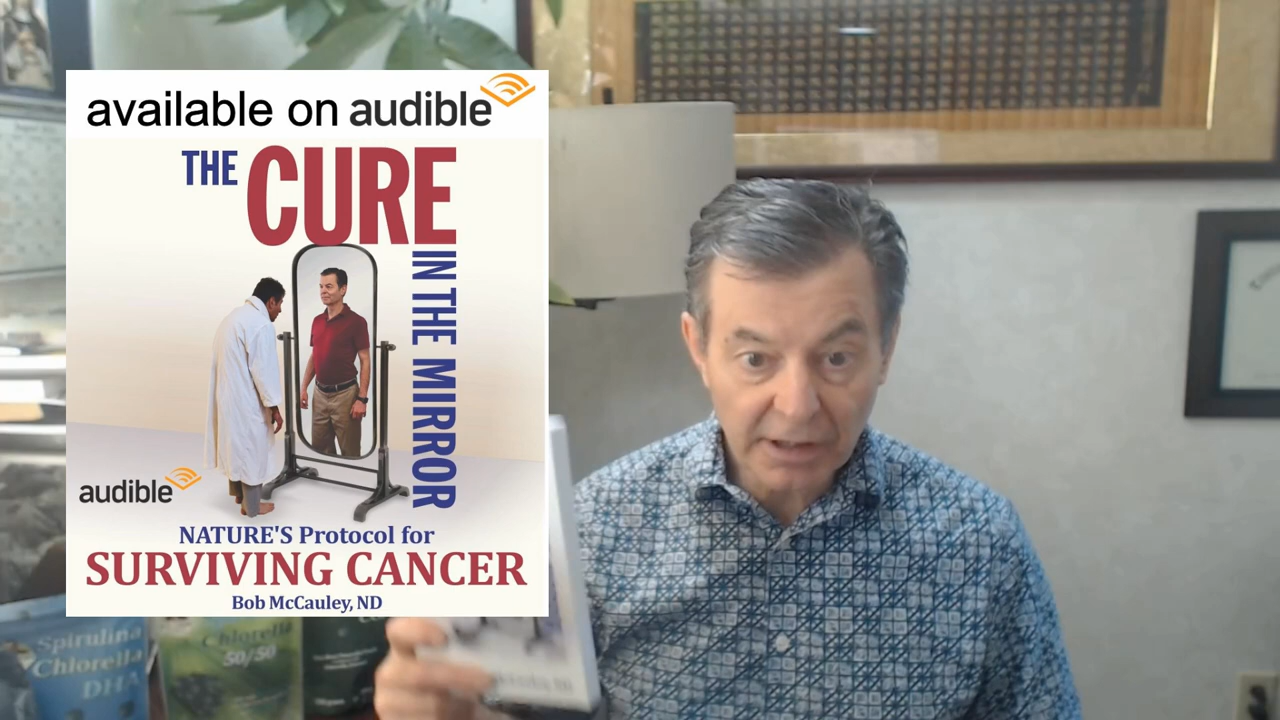 available on audible
THE CURE
IN THE MIRROR
audible
NATURE'S Protocol for
SURVIVING CANCER
Bob McCauley, ND
Spirulina
Chlorella
DHA
Chlorella
50/50